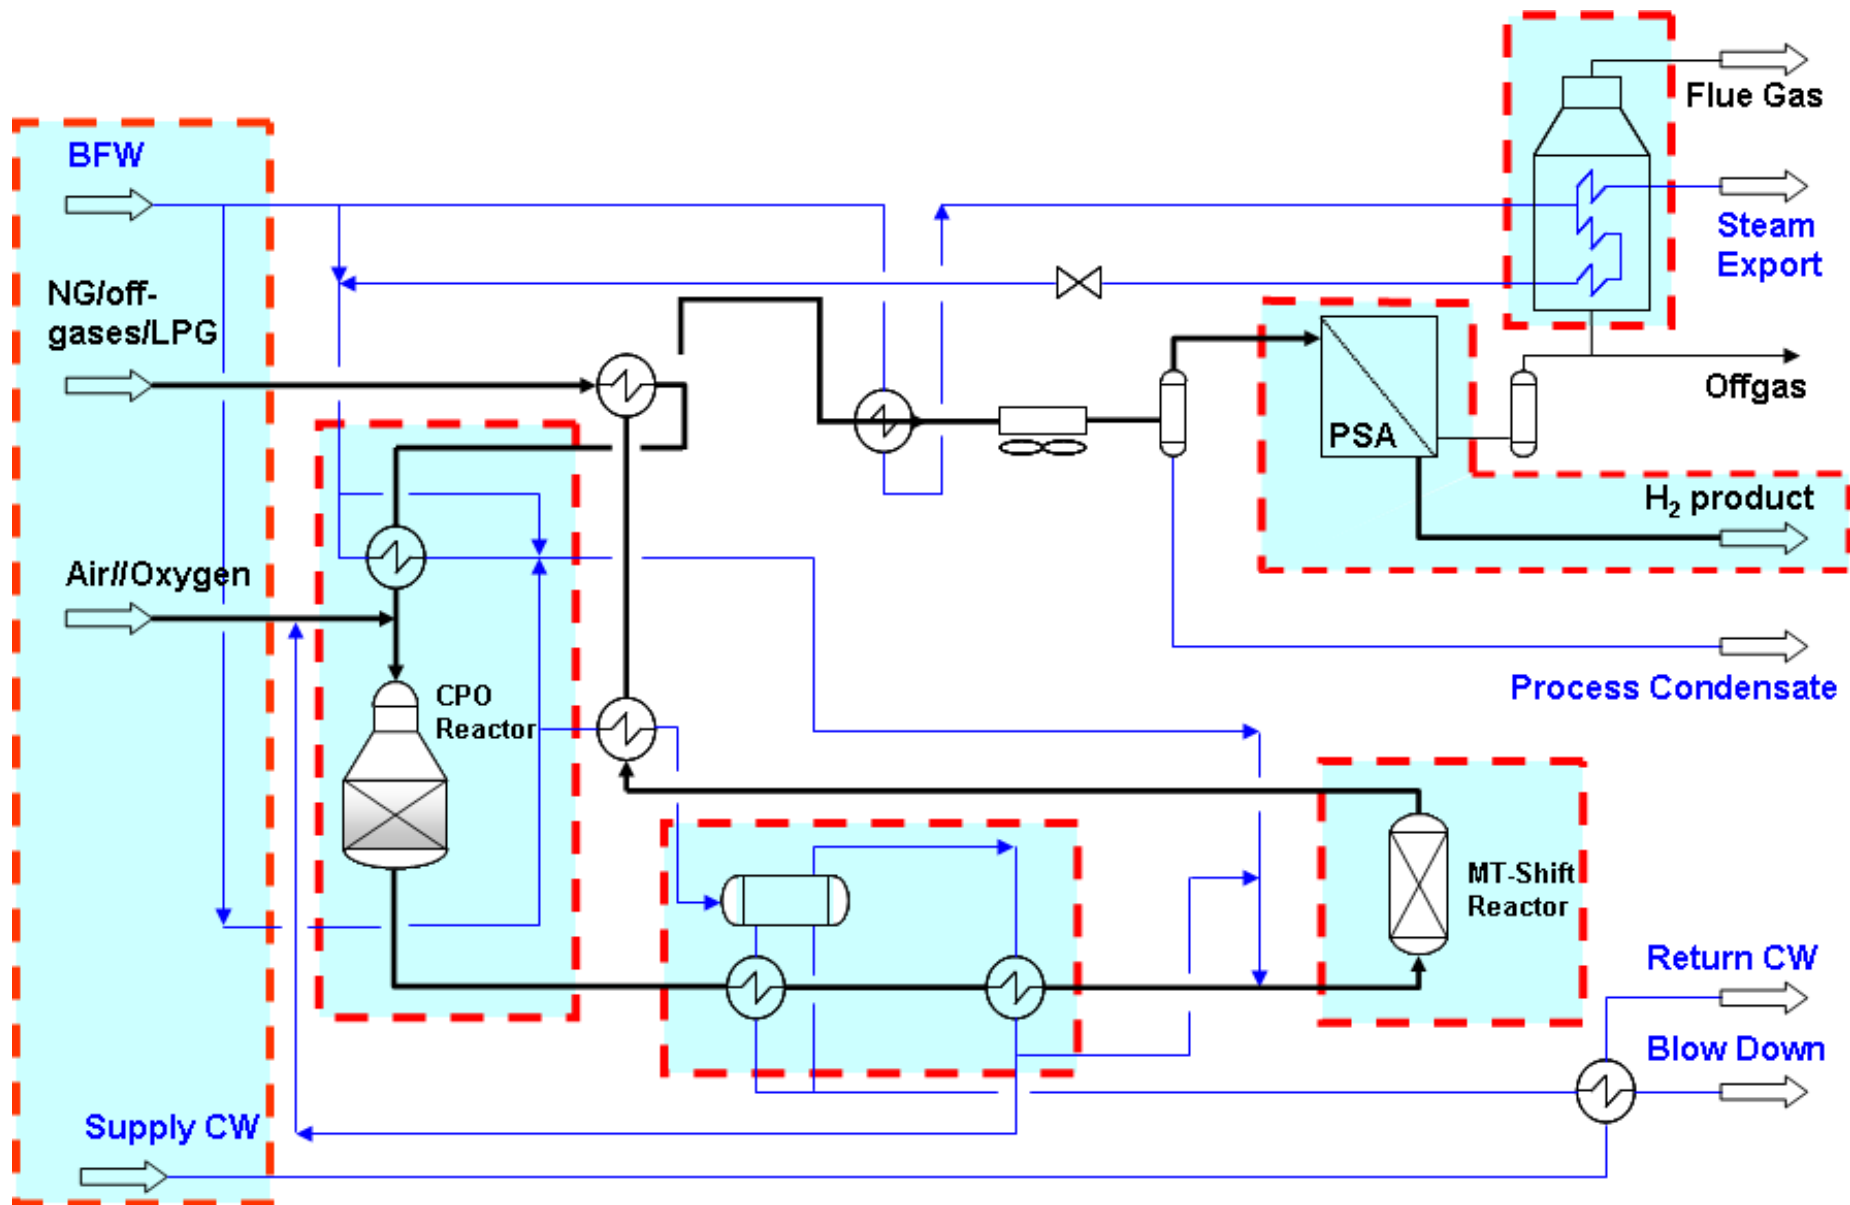 Flue Gas
BFW
Steam
Export
NG/off-
gases/LPG
Offgas
PSA
H₂ product
Air//Oxygen
Process Condensate
CPO
Reactor
MT-Shift
Reactor
Return CW
Blow Down
Supply CW